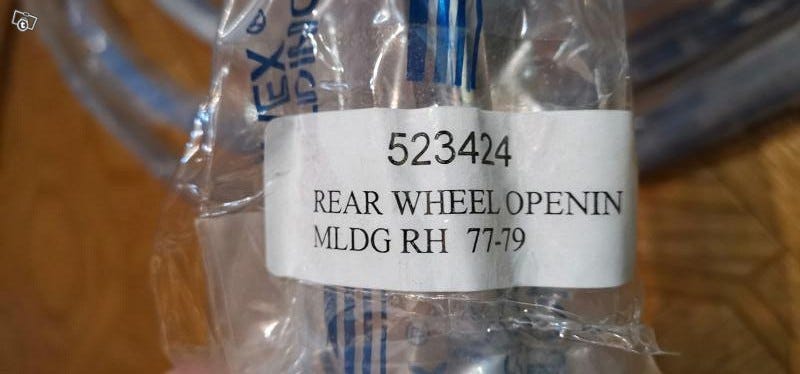 523424
REAR WHEEL OPENIN
MLDG RH 77-79